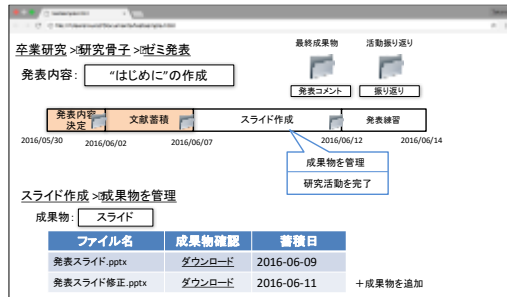 卒業研究 > 研究骨子 > ゼミ発表
最終成果物
活動振り返り
発表内容:
“はじめに”の作成
発表コメント
振り返り
発表内容
決定
文献蓄積
スライド作成
発表練習
2016/05/30
2016/06/02
2016/06/07
2016/06/12
2016/06/14
成果物を管理
研究活動を完了
スライド作成 > 成果物を管理
成果物:
スライド
ファイル名 成果物確認 蓄積日
発表スライド.pptx ダウンロード 2016-06-09
発表スライド修正.pptx ダウンロード 2016-06-11
＋成果物を追加